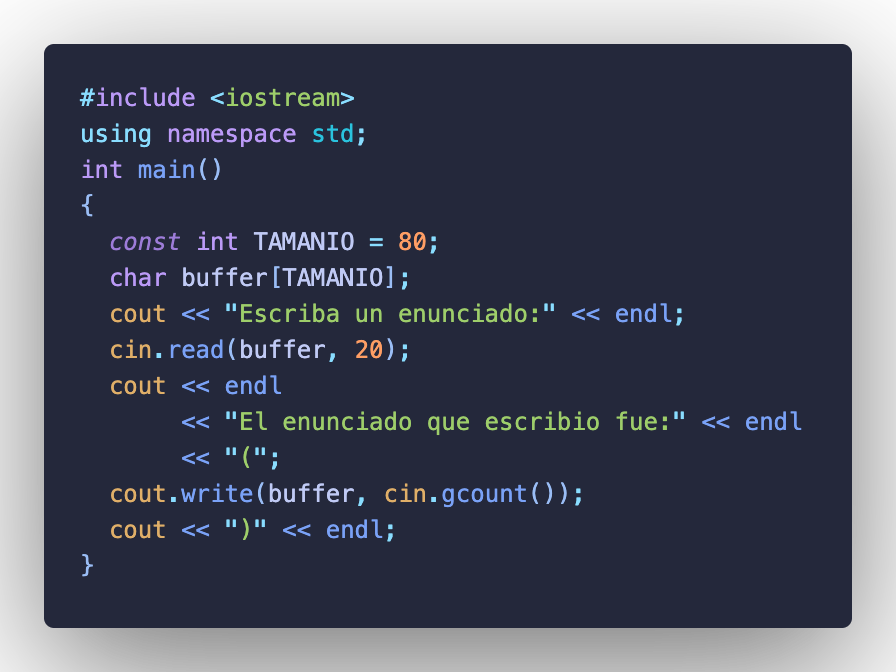 #include <iostream>
using namespace std;
int main()
{
  const int TAMANIO = 80;
  char buffer[TAMANIO];
  cout << "Escriba un enunciado:" << endl;
  cin.read(buffer, 20);
  cout << endl
       << "El enunciado que escribio fue:" << endl
       << "(";
  cout.write(buffer, cin.gcount());
  cout << ")" << endl;
}